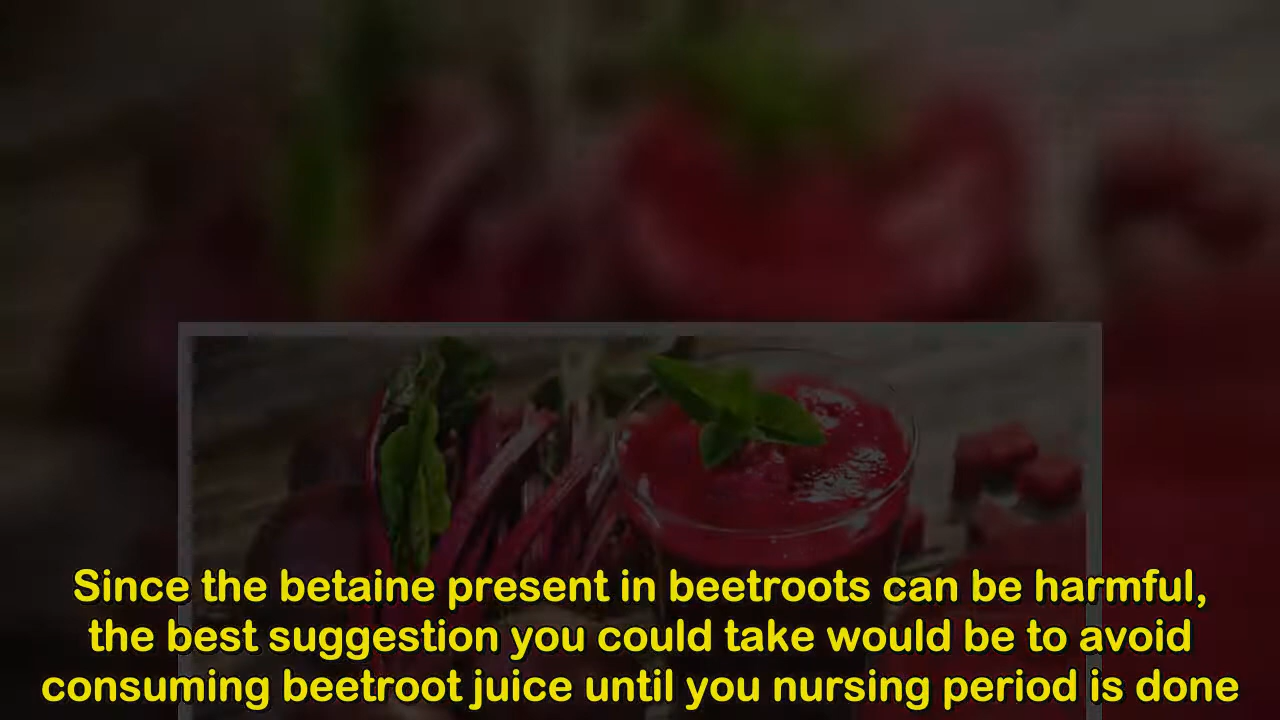 Since the betaine present in beetroots can be harmful,
the best suggestion you could take would be to avoid
consuming beetroot juice until you nursing period is done